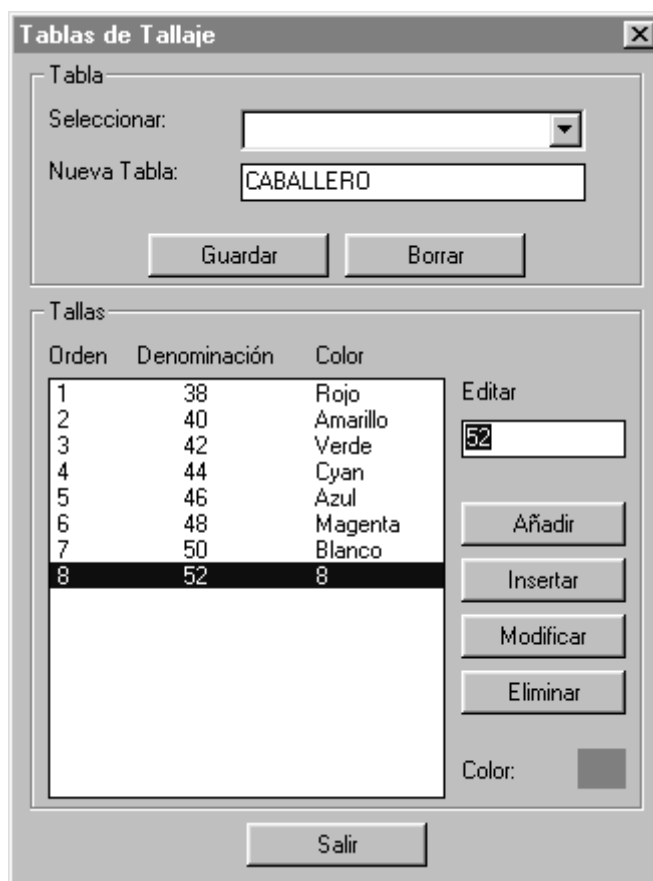 Tablas de Tallaje
Tabla
Seleccionar:
Nueva Tabla: CABALLERO
Guardar Borrar
Tallas
Orden Denominación Color
1 38 Rojo
2 40 Amarillo
3 42 Verde
4 44 Cyan
5 46 Azul
6 48 Magenta
7 50 Blanco
8 52 8
Editar
52
Añadir
Insertar
Modificar
Eliminar
Color:
Salir